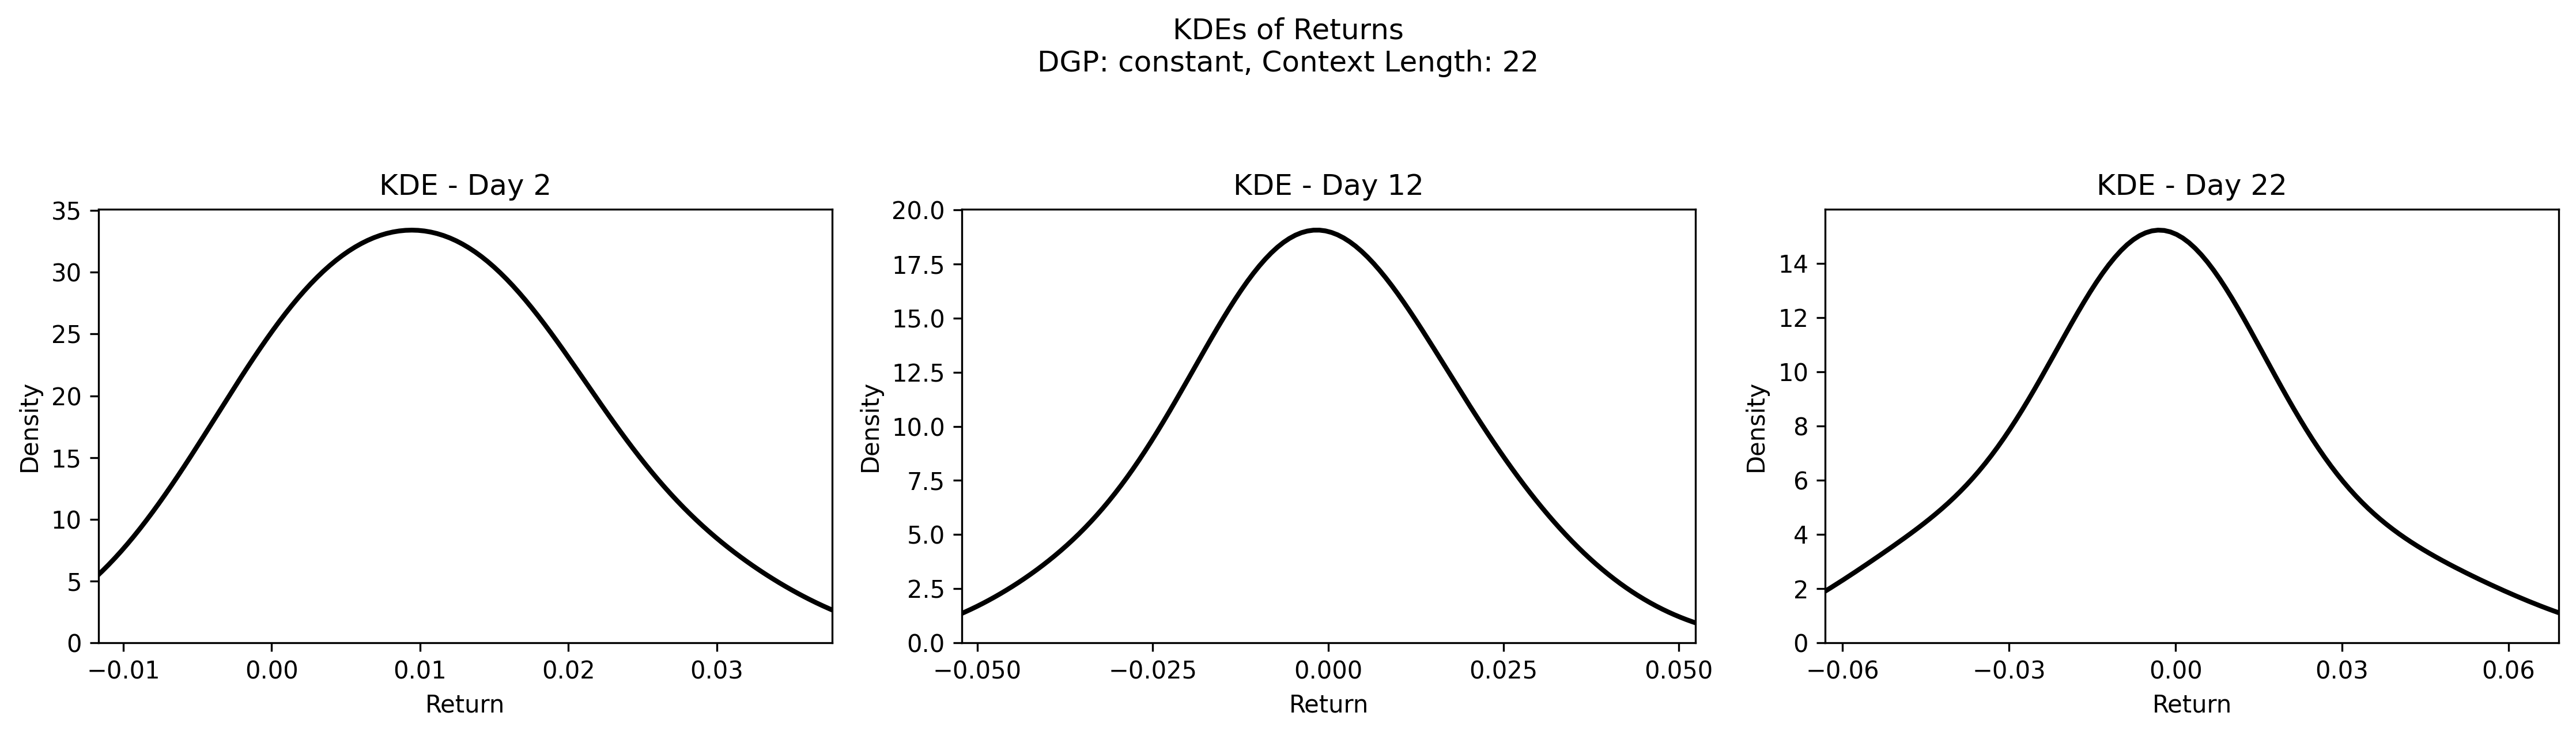 KDEs of Returns
DGP: constant, Context Length: 22
KDE - Day 2
35
30
25
20
15
10
5
0
Density
−0.01 0.00 0.01 0.02 0.03
Return
KDE - Day 12
20.0
17.5
15.0
12.5
10.0
7.5
5.0
2.5
0.0
Density
−0.050 −0.025 0.000 0.025 0.050
Return
KDE - Day 22
14
12
10
8
6
4
2
0
Density
−0.06 −0.03 0.00 0.03 0.06
Return